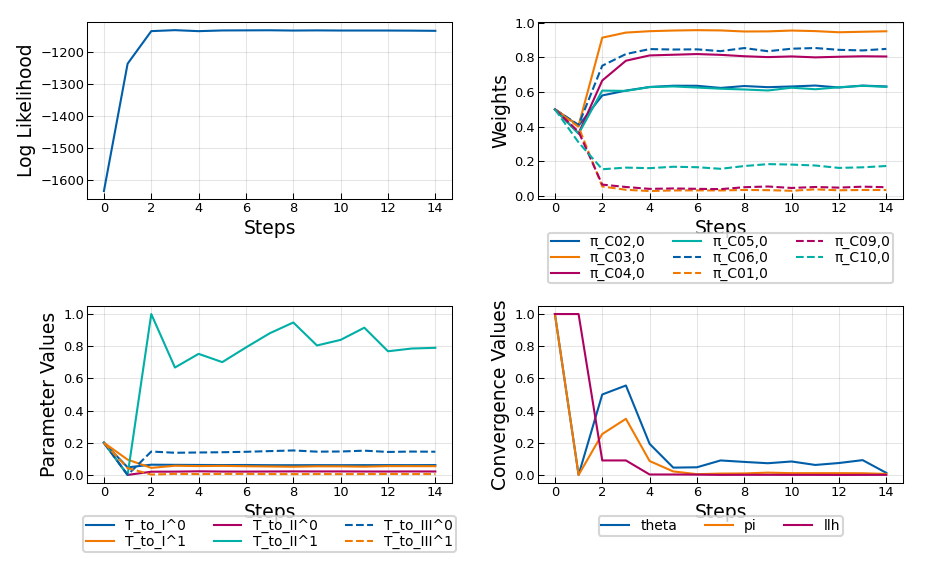 Log Likelihood
−1200
−1300
−1400
−1500
−1600
0 2 4 6 8 10 12 14
Steps
Weights
1.0
0.8
0.6
0.4
0.2
0.0
0 2 4 6 8 10 12 14
Steps
π_C02,0 π_C05,0 π_C09,0
π_C03,0 π_C06,0 π_C10,0
π_C04,0 π_C01,0
Parameter Values
1.0
0.8
0.6
0.4
0.2
0.0
0 2 4 6 8 10 12 14
Steps
T_to_I^0 T_to_II^0 T_to_III^0
T_to_I^1 T_to_II^1 T_to_III^1
Convergence Values
1.0
0.8
0.6
0.4
0.2
0.0
0 2 4 6 8 10 12 14
Steps
theta pi llh